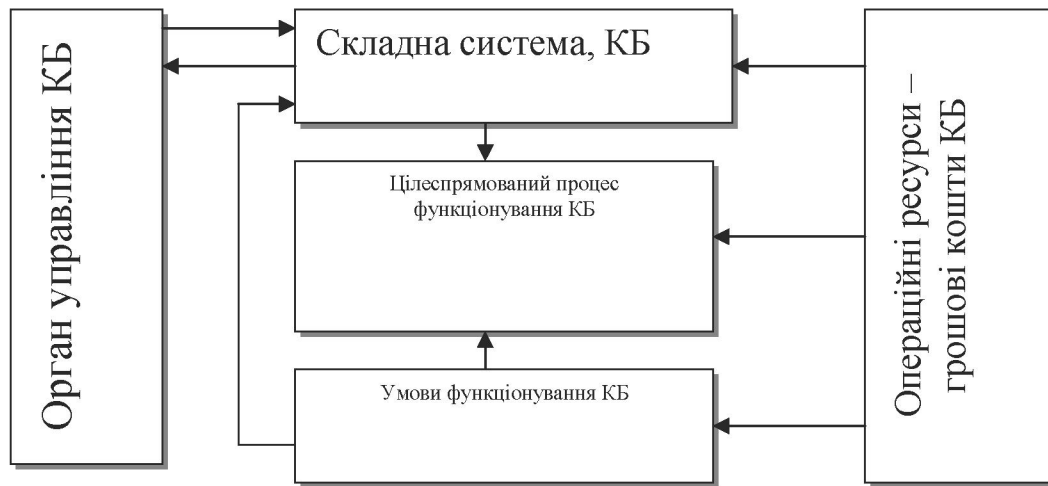 Орган управління КБ
Складна система, КБ
Цілеспрямований процес
функціонування КБ
Умови функціонування КБ
Операційні ресурси –
грошові кошти КБ